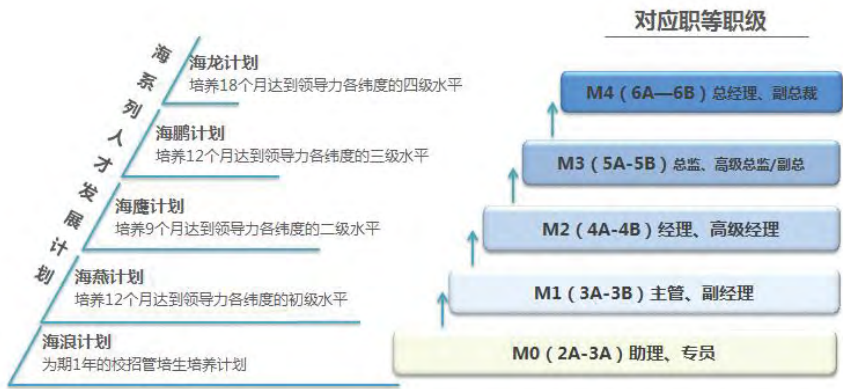 对应职等职级
海系列人才发展计划
海龙计划
培养18个月达到领导力各纬度的四级水平
M4（6A—6B）总经理、副总裁
海鹏计划
培养12个月达到领导力各纬度的三级水平
M3（5A-5B）总监、高级总监/副总
海鹰计划
培养9个月达到领导力各纬度的二级水平
M2（4A-4B）经理、高级经理
海燕计划
培养12个月达到领导力各纬度的初级水平
M1（3A-3B）主管、副经理
海浪计划
为期1年的校招管培生培养计划
M0（2A-3A）助理、专员